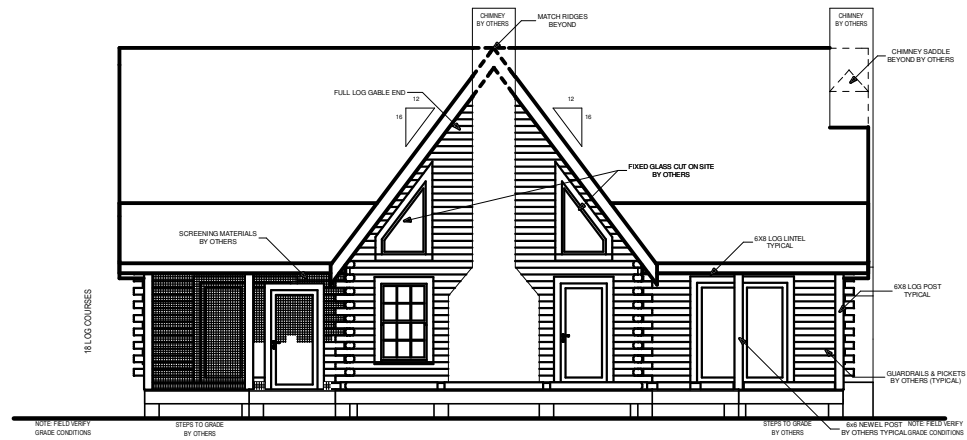 CHIMNEY
BY OTHERS
MATCH RIDGES
BEYOND
CHIMNEY
BY OTHERS
CHIMNEY SADDLE
BEYOND BY OTHERS
FULL LOG GABLE END
12
16
12
16
FIXED GLASS CUT ON SITE
BY OTHERS
SCREENING MATERIALS
BY OTHERS
6X8 LOG LINTEL
TYPICAL
6X8 LOG POST
TYPICAL
18 LOG COURSES
GUARDRAILS & PICKETS
BY OTHERS (TYPICAL)
NOTE: FIELD VERIFY
GRADE CONDITIONS
STEPS TO GRADE
BY OTHERS
STEPS TO GRADE
BY OTHERS
6x6 NEWEL POST
BY OTHERS TYPICAL
NOTE: FIELD VERIFY
GRADE CONDITIONS